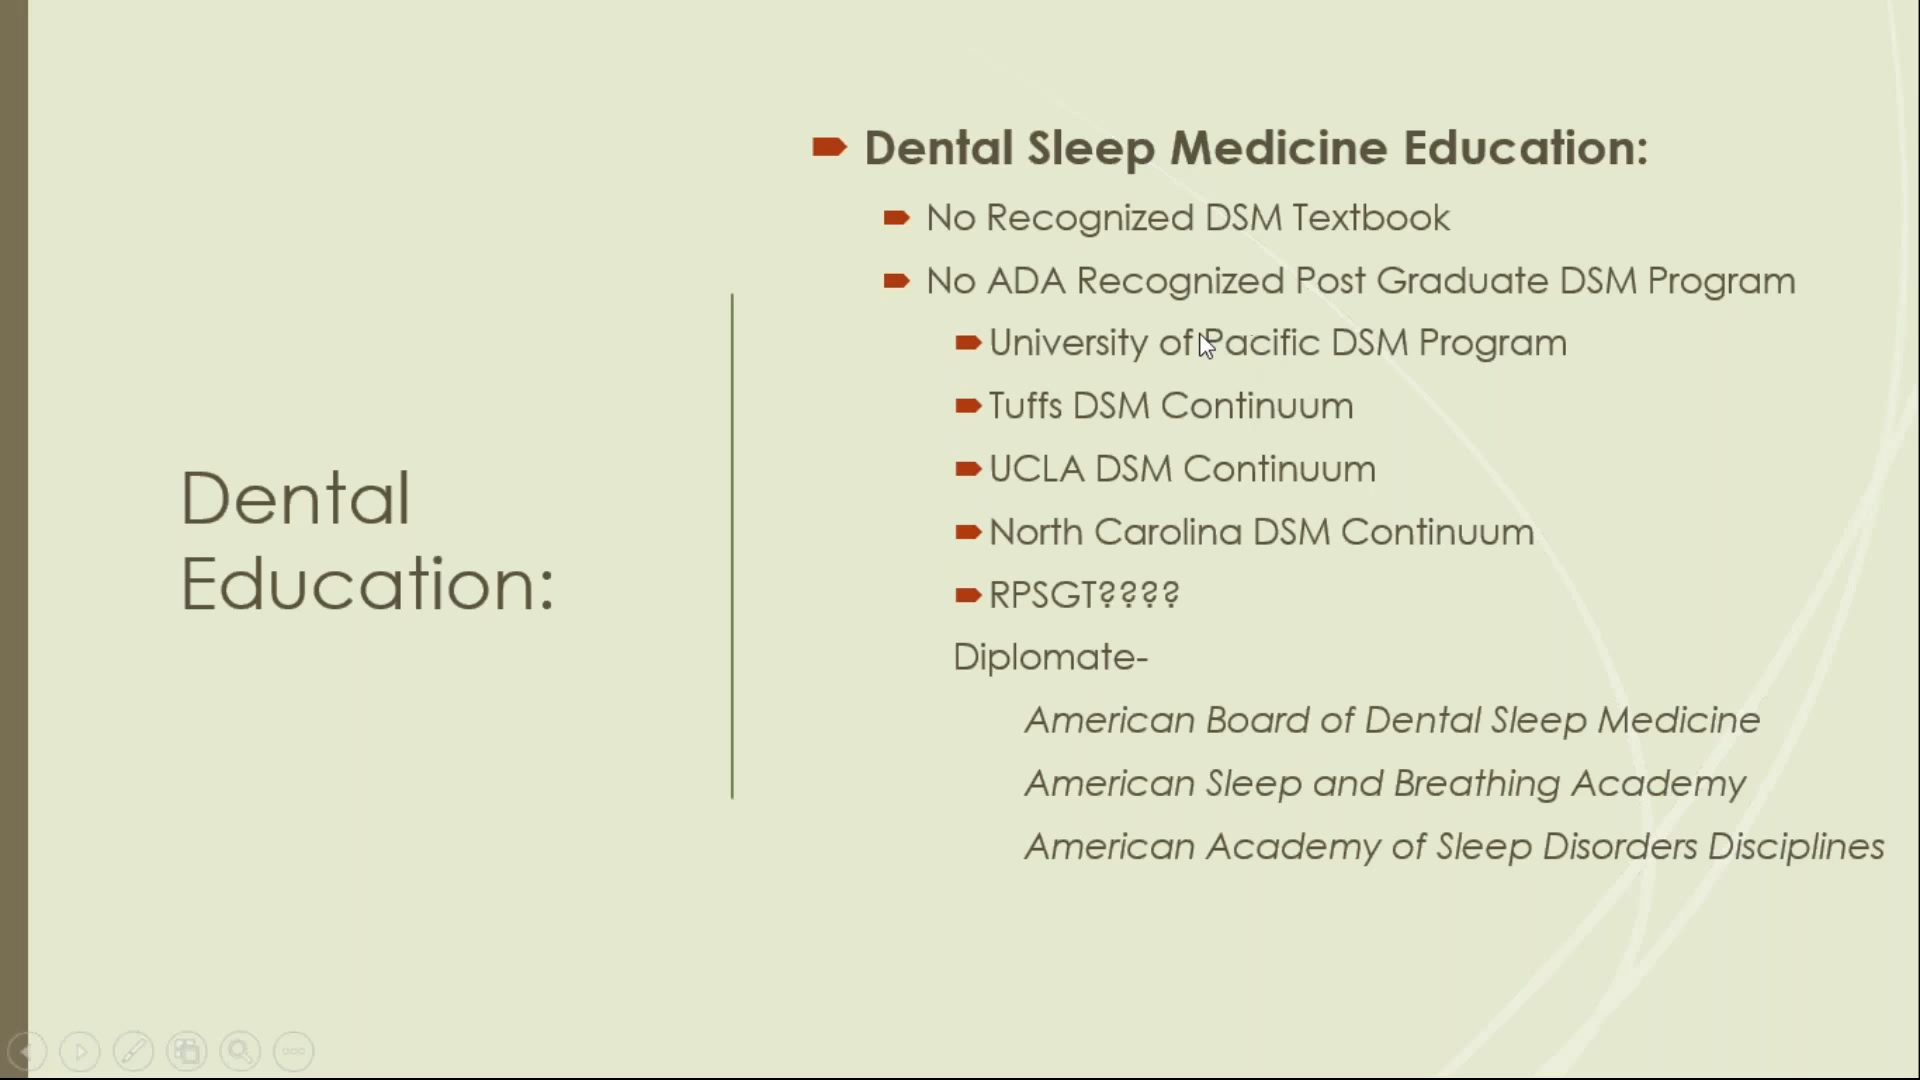 Dental
Education:
Dental Sleep Medicine Education:
No Recognized DSM Textbook
No ADA Recognized Post Graduate DSM Program
University of Pacific DSM Program
Tuffs DSM Continuum
UCLA DSM Continuum
North Carolina DSM Continuum
RPSGT????
Diplomate-
American Board of Dental Sleep Medicine
American Sleep and Breathing Academy
American Academy of Sleep Disorders Disciplines